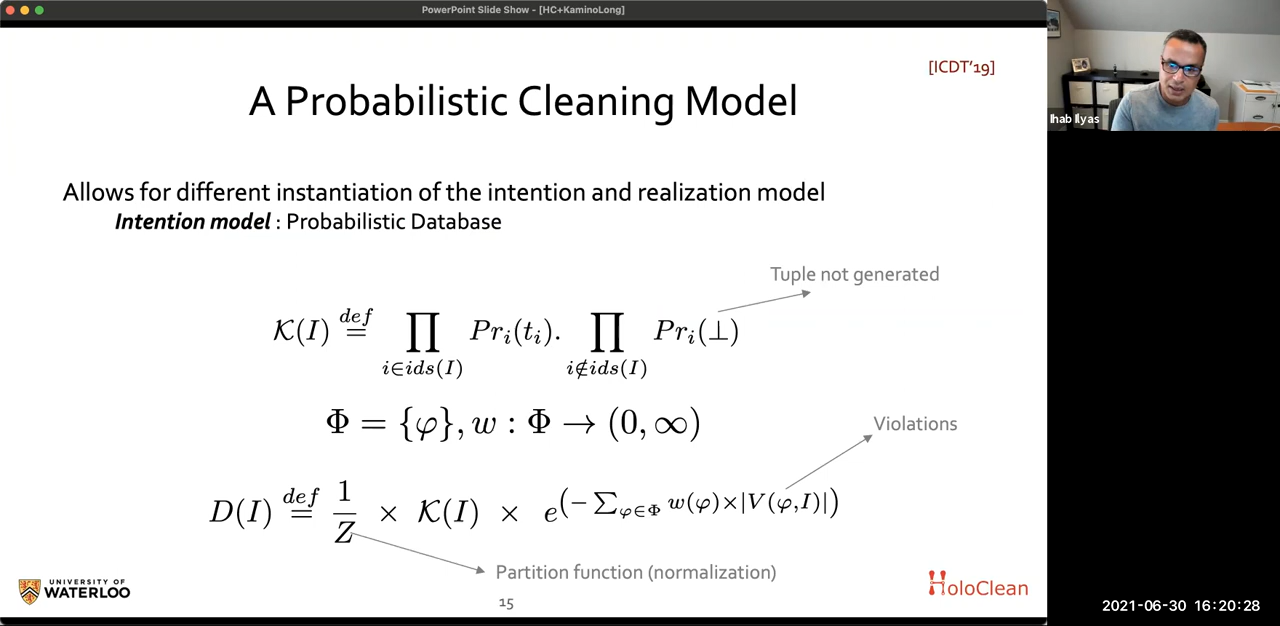 PowerPoint Slide Show - [HC+KaminoLong]
[ICDT'19]
A Probabilistic Cleaning Model
Allows for different instantiation of the intention and realization model
Intention model : Probabilistic Database
Tuple not generated
𝒦(I) def= ∏_{i∈ids(I)} Pr_i(t_i). ∏_{i∉ids(I)} Pr_i(⊥)
Φ = {φ}, w : Φ → (0, ∞)
Violations
D(I) def= 1/Z × 𝒦(I) × e^(−∑_{φ∈Φ} w(φ)×|V(φ,I)|)
Partition function (normalization)
UNIVERSITY OF
WATERLOO
15
HoloClean
Ihab Ilyas
2021-06-30 16:20:28